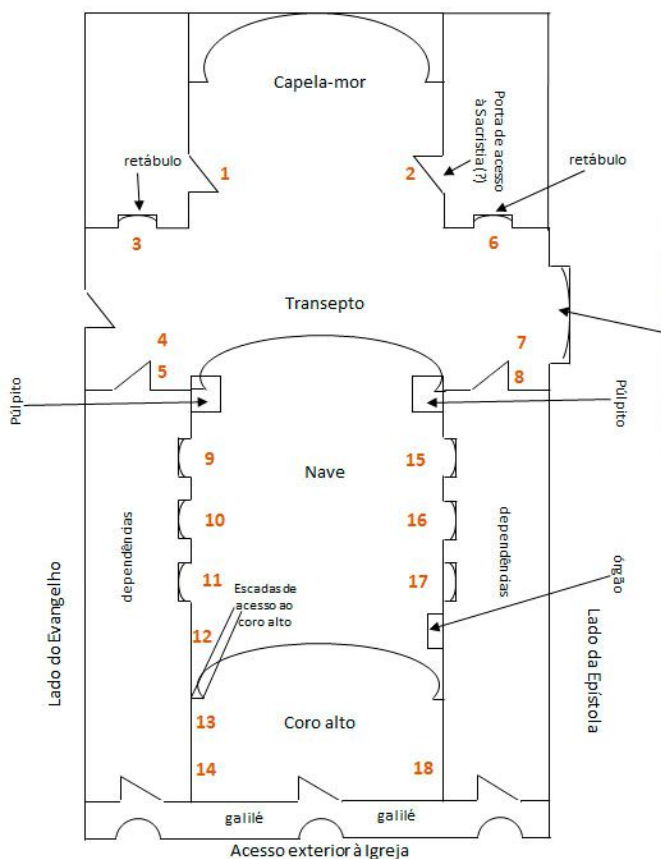 Capela-mor
Porta de acesso
à Sacristia (?)
retábulo
retábulo
1
2
3
6
Transepto
4
7
5
8
Púlpito
Púlpito
9
15
Nave
10
16
dependências
dependências
11
17
Escadas de
acesso ao
coro alto
órgão
12
Lado do Evangelho
Lado da Epístola
13
Coro alto
14
18
galilé
galilé
Acesso exterior à Igreja